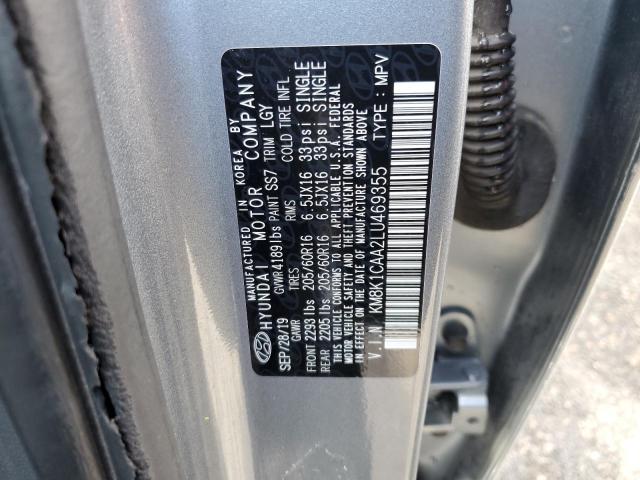 MANUFACTURED IN KOREA BY
HYUNDAI MOTOR COMPANY
SEP/28/19 GVWR 4189 lbs PAINT SS7 TRIM LGY
GAWR TIRES RIMS COLD TIRE INFL.
FRONT 2293 lbs 205/60R16 6.5JX16 33psi SINGLE
REAR 2205 lbs 205/60R16 6.5JX16 33psi SINGLE
THIS VEHICLE CONFORMS TO ALL APPLICABLE U.S.A. FEDERAL
MOTOR VEHICLE SAFETY, BUMPER, AND THEFT PREVENTION STANDARDS
IN EFFECT ON THE DATE OF MANUFACTURE SHOWN ABOVE
V.I.N KM8K1CAA2LU469355 TYPE : MPV